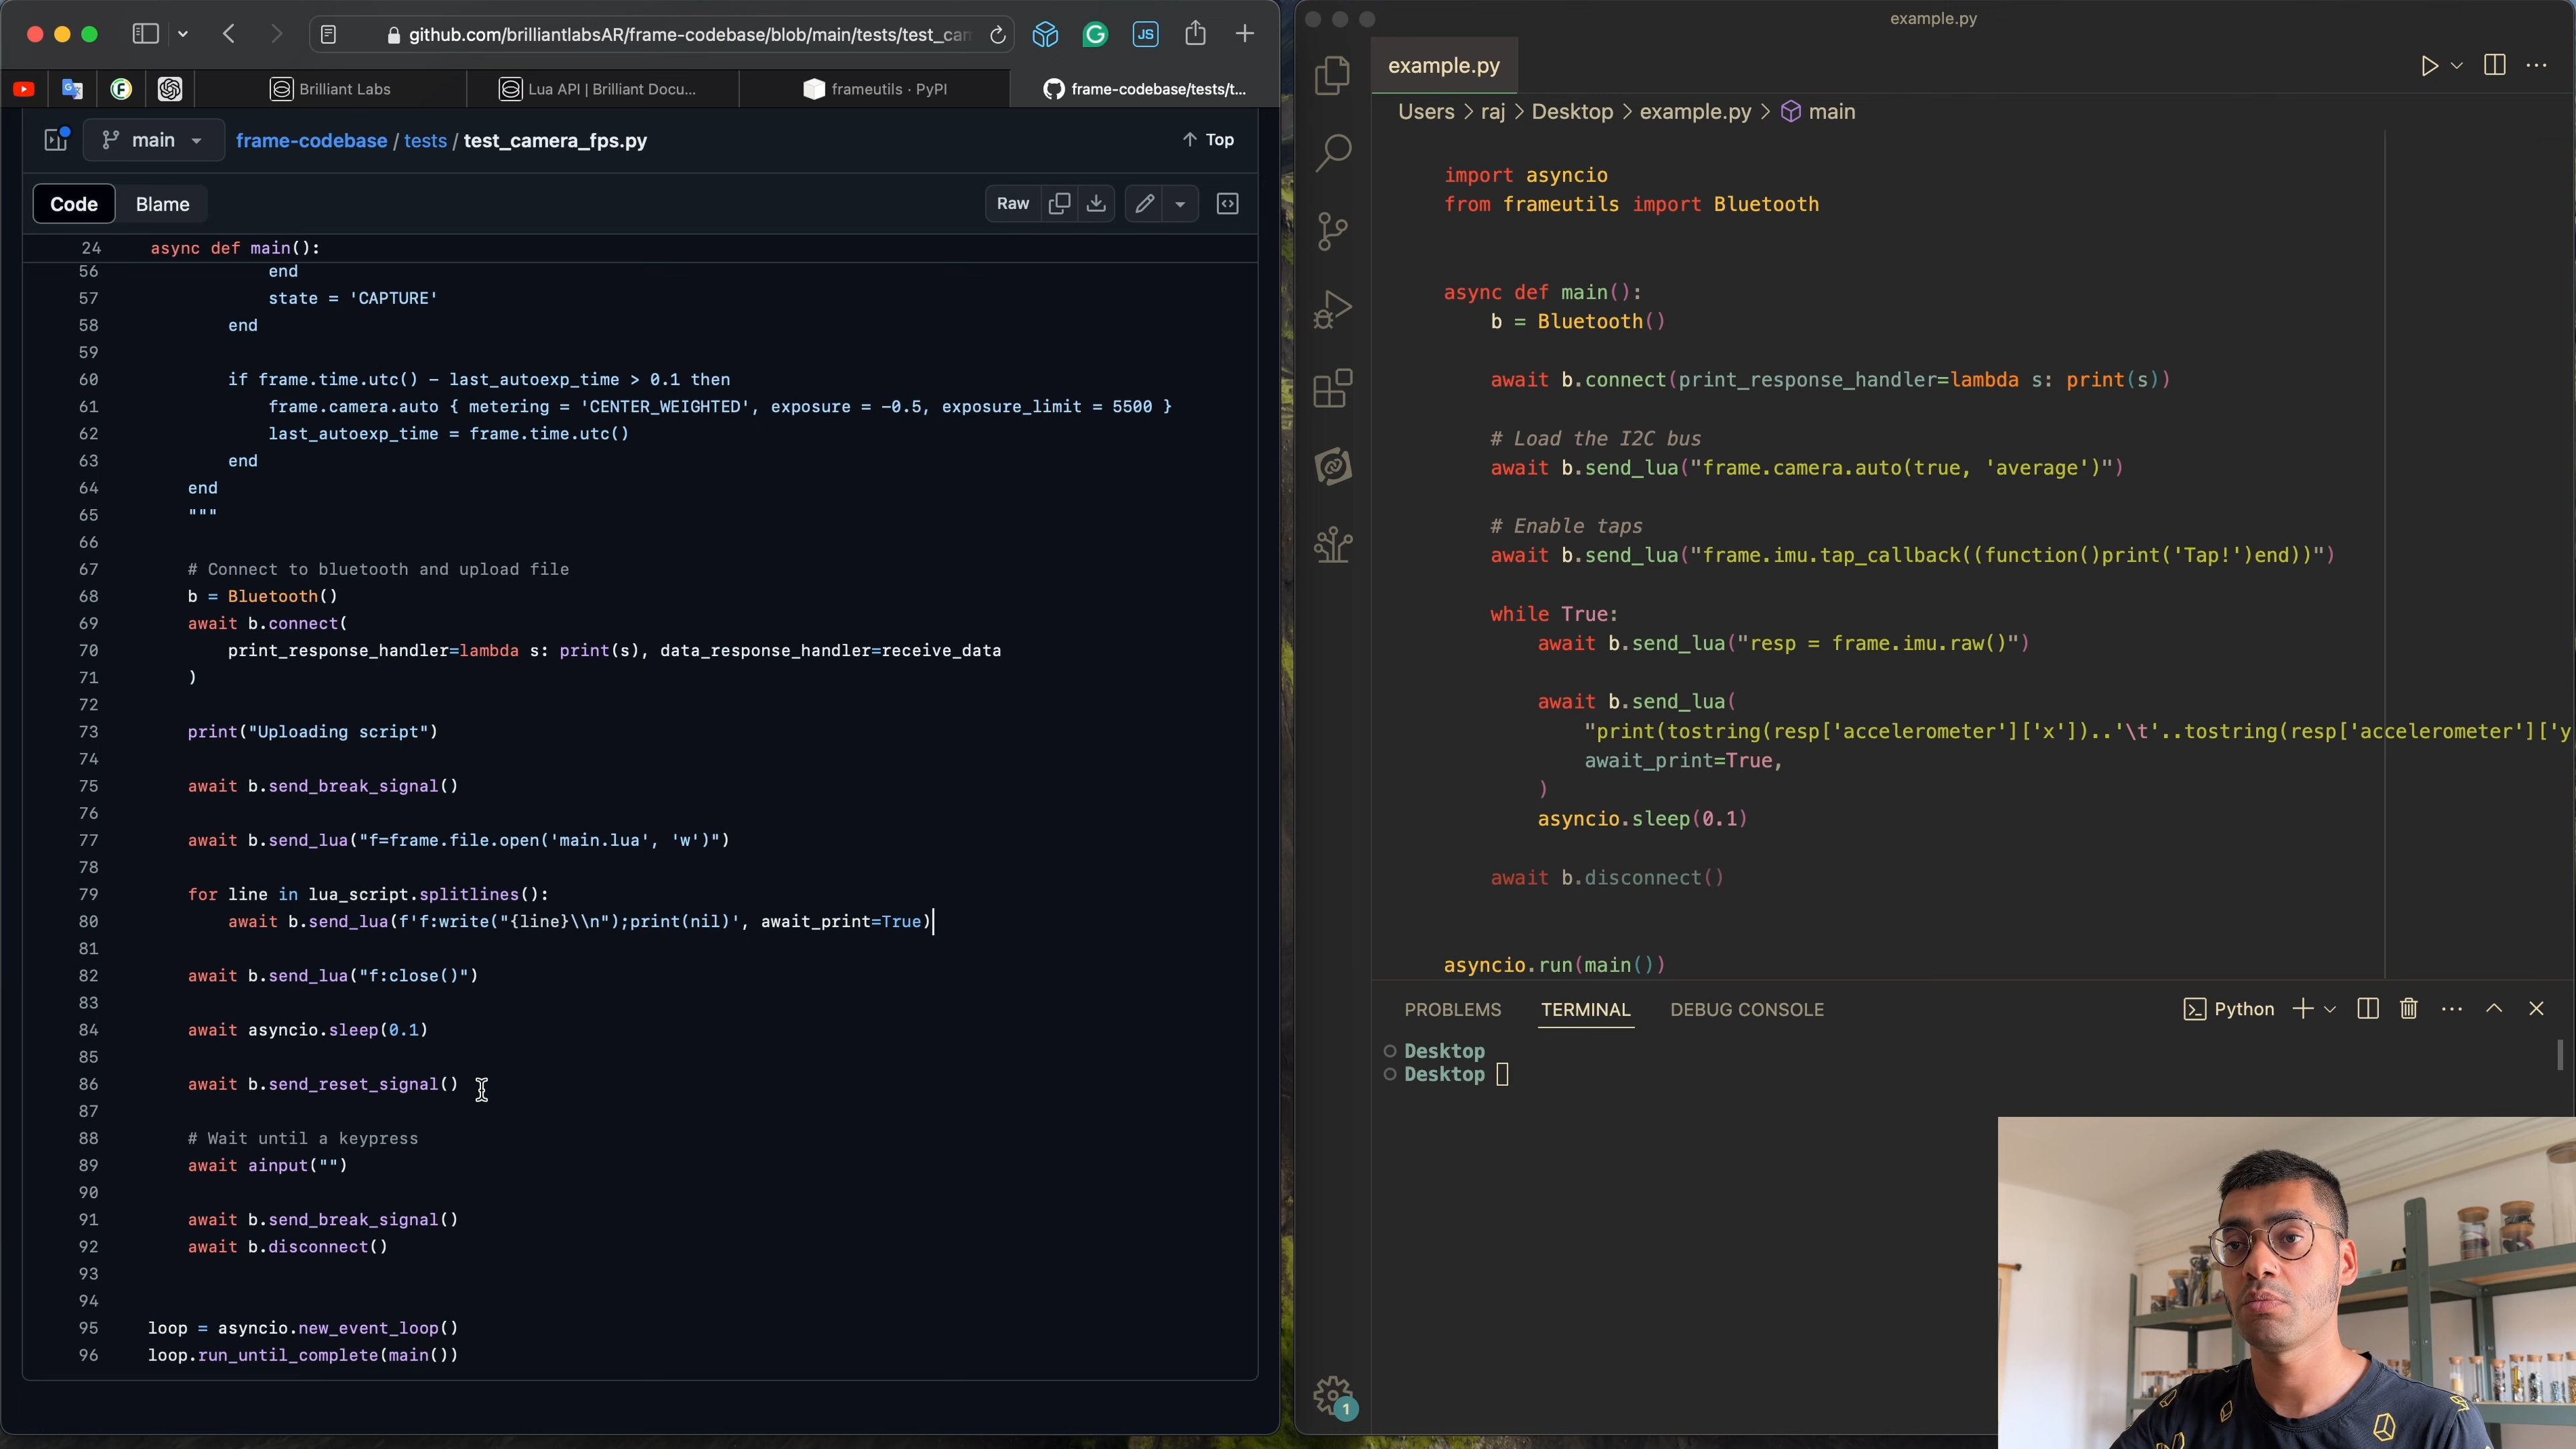 github.com/brilliantlabsAR/frame-codebase/blob/main/tests/test_can
JS
Brilliant Labs
Lua API | Brilliant Docu...
frameutils · PyPI
frame-codebase/tests/t...
main
frame-codebase / tests / test_camera_fps.py
Top
Code
Blame
Raw
24 async def main():
56 end
57 state = 'CAPTURE'
58 end
59
60 if frame.time.utc() - last_autoexp_time > 0.1 then
61 frame.camera.auto { metering = 'CENTER_WEIGHTED', exposure = -0.5, exposure_limit = 5500 }
62 last_autoexp_time = frame.time.utc()
63 end
64 end
65 """
66
67 # Connect to bluetooth and upload file
68 b = Bluetooth()
69 await b.connect(
70 print_response_handler=lambda s: print(s), data_response_handler=receive_data
71 )
72
73 print("Uploading script")
74
75 await b.send_break_signal()
76
77 await b.send_lua("f=frame.file.open('main.lua', 'w')")
78
79 for line in lua_script.splitlines():
80 await b.send_lua(f'f:write("{line}\\n");print(nil)', await_print=True)
81
82 await b.send_lua("f:close()")
83
84 await asyncio.sleep(0.1)
85
86 await b.send_reset_signal()
87
88 # Wait until a keypress
89 await ainput("")
90
91 await b.send_break_signal()
92 await b.disconnect()
93
94
95 loop = asyncio.new_event_loop()
96 loop.run_until_complete(main())
example.py
example.py
Users > raj > Desktop > example.py > main
import asyncio
from frameutils import Bluetooth
async def main():
b = Bluetooth()
await b.connect(print_response_handler=lambda s: print(s))
# Load the I2C bus
await b.send_lua("frame.camera.auto(true, 'average')")
# Enable taps
await b.send_lua("frame.imu.tap_callback((function()print('Tap!')end))")
while True:
await b.send_lua("resp = frame.imu.raw()")
await b.send_lua(
"print(tostring(resp['accelerometer']['x'])..'\t'..tostring(resp['accelerometer']['y
await_print=True,
)
asyncio.sleep(0.1)
await b.disconnect()
asyncio.run(main())
PROBLEMS TERMINAL DEBUG CONSOLE
Python
Desktop
Desktop
1